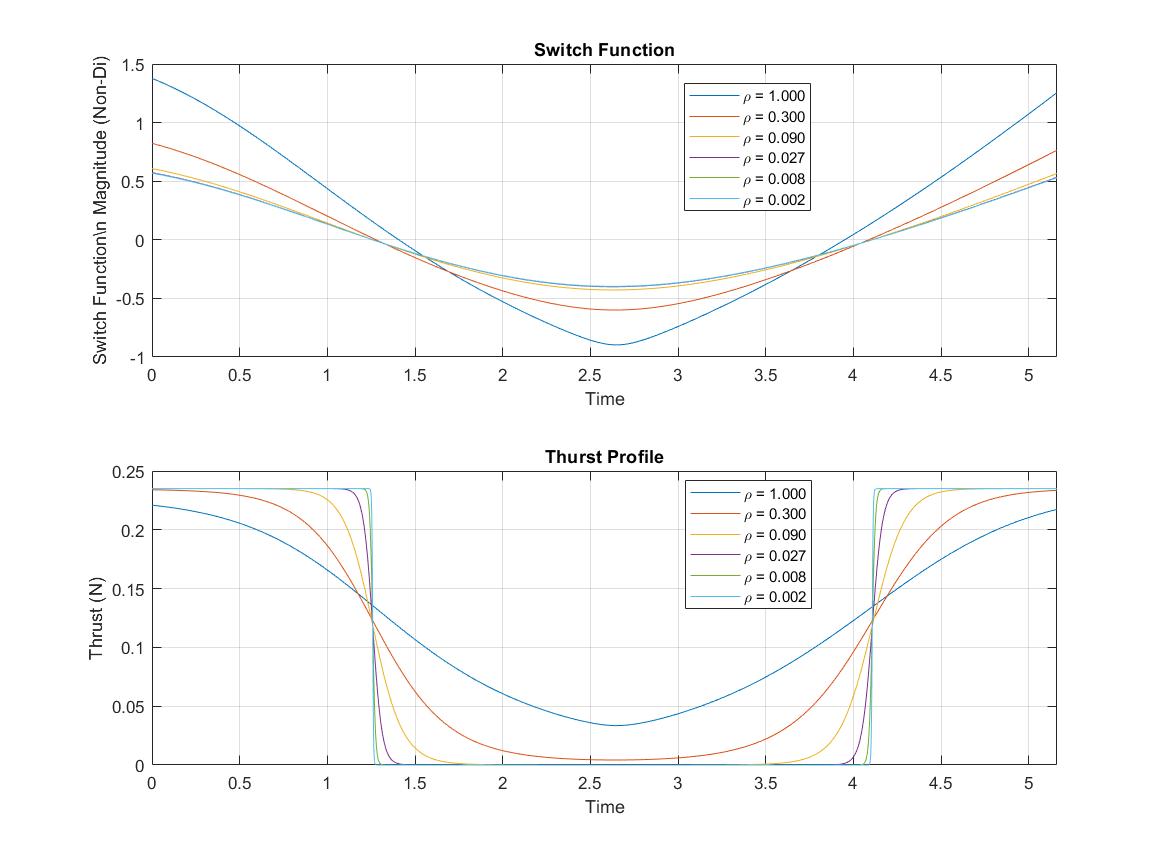 Switch Function
Switch Function\n Magnitude (Non-Di)
1.5
1
0.5
0
-0.5
-1
ρ = 1.000
ρ = 0.300
ρ = 0.090
ρ = 0.027
ρ = 0.008
ρ = 0.002
0 0.5 1 1.5 2 2.5 3 3.5 4 4.5 5
Time
Thurst Profile
Thrust (N)
0.25
0.2
0.15
0.1
0.05
0
ρ = 1.000
ρ = 0.300
ρ = 0.090
ρ = 0.027
ρ = 0.008
ρ = 0.002
0 0.5 1 1.5 2 2.5 3 3.5 4 4.5 5
Time